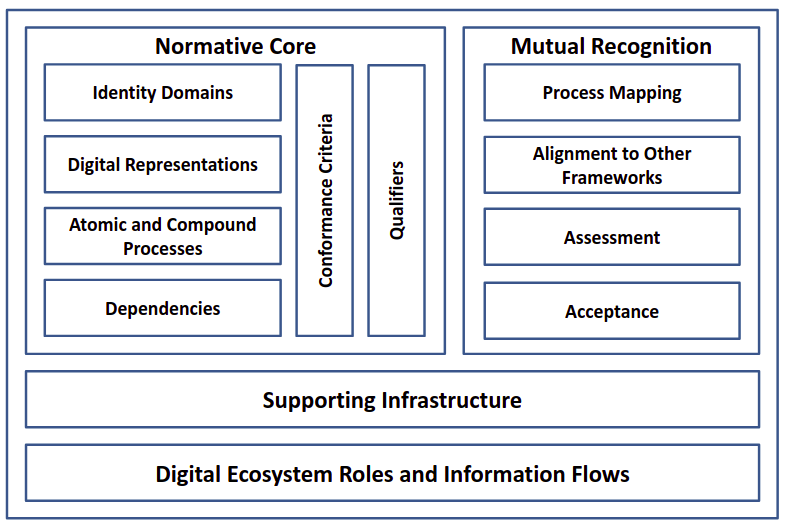 Normative Core
Identity Domains
Digital Representations
Atomic and Compound
Processes
Dependencies
Conformance Criteria
Qualifiers
Mutual Recognition
Process Mapping
Alignment to Other
Frameworks
Assessment
Acceptance
Supporting Infrastructure
Digital Ecosystem Roles and Information Flows